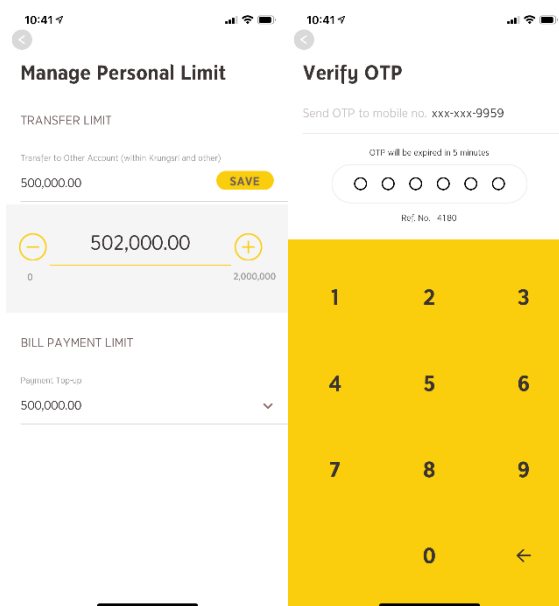 10:41
Manage Personal Limit
TRANSFER LIMIT
Transfer to Other Account (within Krungsri and other)
500,000.00
SAVE
502,000.00
0
2,000,000
BILL PAYMENT LIMIT
Payment Top-up
500,000.00
10:41
Verify OTP
Send OTP to mobile no. xxx-xxx-9959
OTP will be expired in 5 minutes
Ref. No. 4180
1 2 3
4 5 6
7 8 9
0